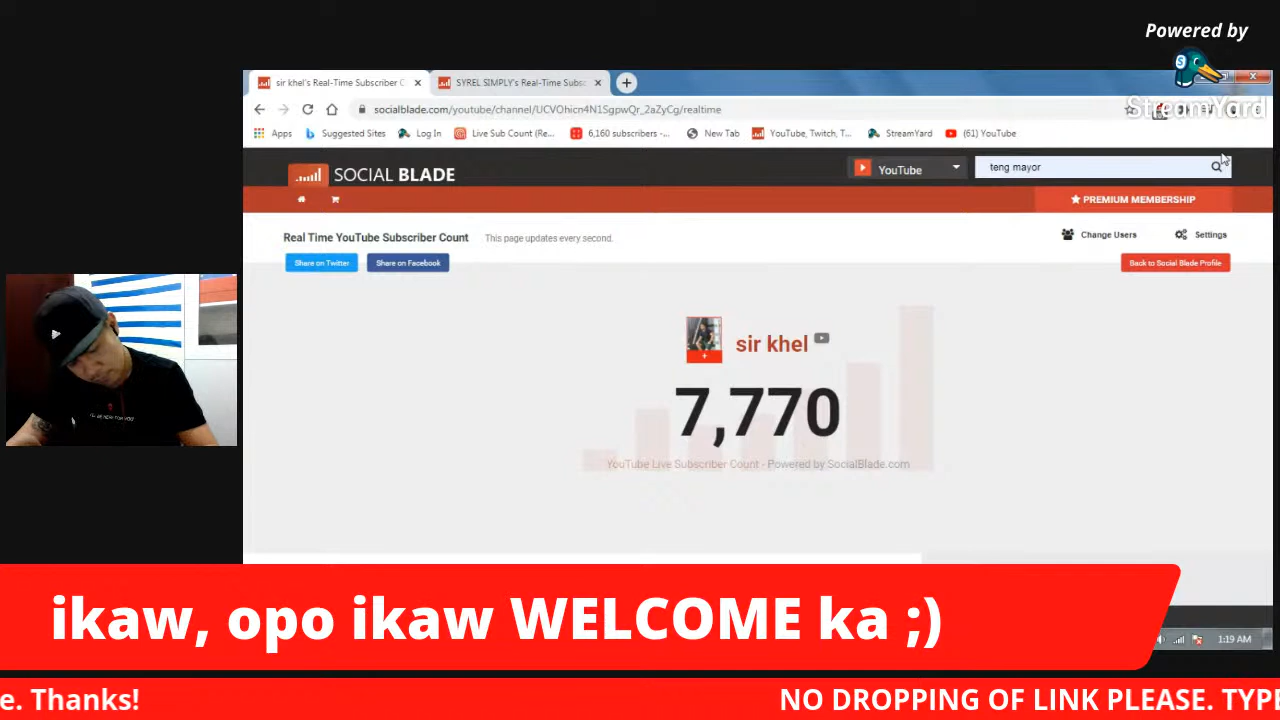 Powered by
StreamYard
sir khel's Real-Time Subscriber C
SYREL SIMPLY's Real-Time Subsc
socialblade.com/youtube/channel/UCVOhicn4N1SgpwQr_2aZyCg/realtime
Apps
Suggested Sites
Log In
Live Sub Count (Re...
6,160 subscribers -...
New Tab
YouTube, Twitch, T...
StreamYard
(61) YouTube
SOCIAL BLADE
YouTube
teng mayor
PREMIUM MEMBERSHIP
Real Time YouTube Subscriber Count
This page updates every second.
Change Users
Settings
Share on Twitter
Share on Facebook
Back to Social Blade Profile
sir khel
7,770
YouTube Live Subscriber Count - Powered by SocialBlade.com
ikaw, opo ikaw WELCOME ka ;)
1:19 AM
e. Thanks!
NO DROPPING OF LINK PLEASE. TYPE